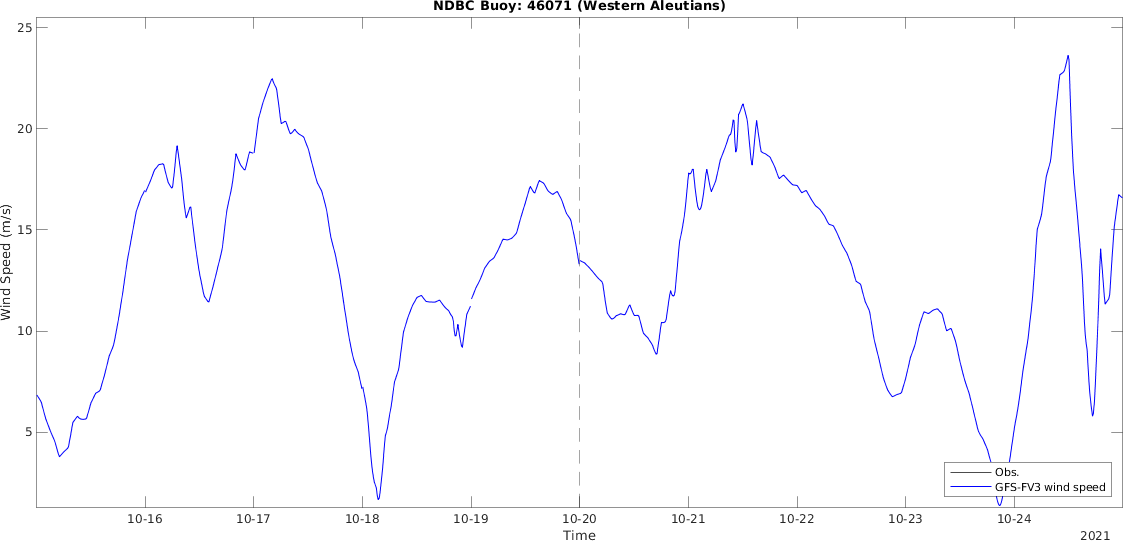 NDBC Buoy: 46071 (Western Aleutians)
25
20
15
10
5
Wind Speed (m/s)
10-16 10-17 10-18 10-19 10-20 10-21 10-22 10-23 10-24
Time
2021
Obs.
GFS-FV3 wind speed